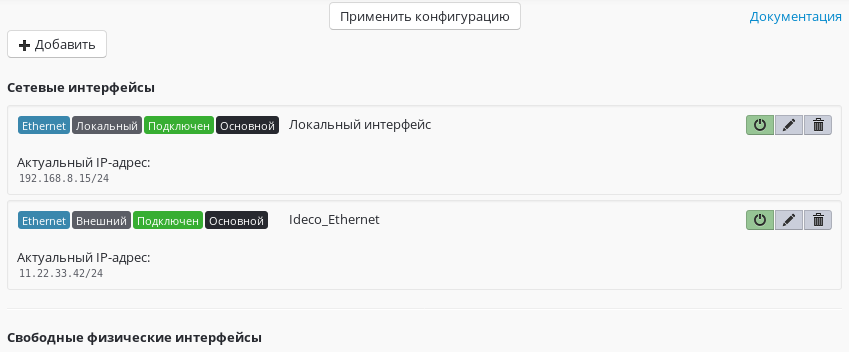 Применить конфигурацию
Документация
Добавить
Сетевые интерфейсы
Ethernet Локальный Подключен Основной Локальный интерфейс
Актуальный IP-адрес:
192.168.8.15/24
Ethernet Внешний Подключен Основной Ideco_Ethernet
Актуальный IP-адрес:
11.22.33.42/24
Свободные физические интерфейсы